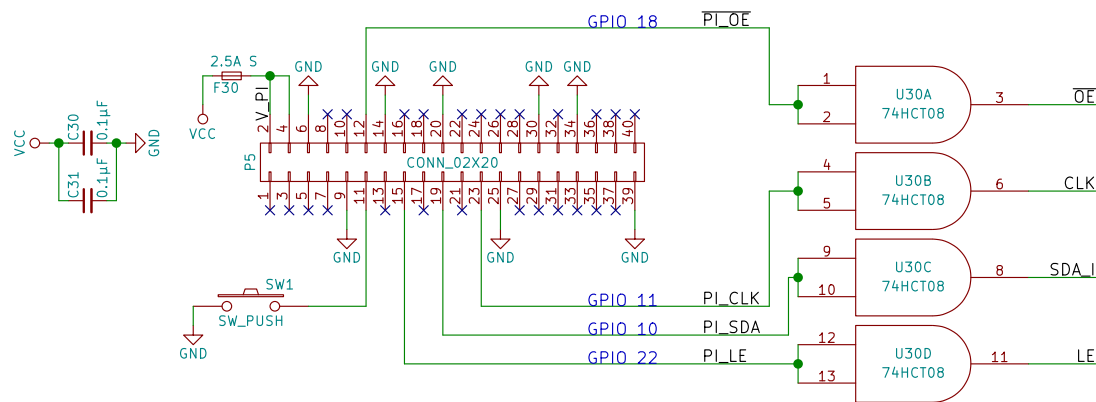 GPIO 18 PI_OE
2.5A S
F30
V_PI
VCC
GND
GND
GND
GND
GND
1
2
U30A
74HCT08
3
OE
VCC
C30
0.1µF
GND
C31
0.1µF
2 4 6 8 10 12 14 16 18 20 22 24 26 28 30 32 34 36 38 40
P5
CONN_02X20
1 3 5 7 9 11 13 15 17 19 21 23 25 27 29 31 33 35 37 39
GND
GND
GND
4
5
U30B
74HCT08
6
CLK
9
10
U30C
74HCT08
8
SDA_I
SW1
SW_PUSH
GND
GPIO 11 PI_CLK
GPIO 10 PI_SDA
GPIO 22 PI_LE
12
13
U30D
74HCT08
11
LE